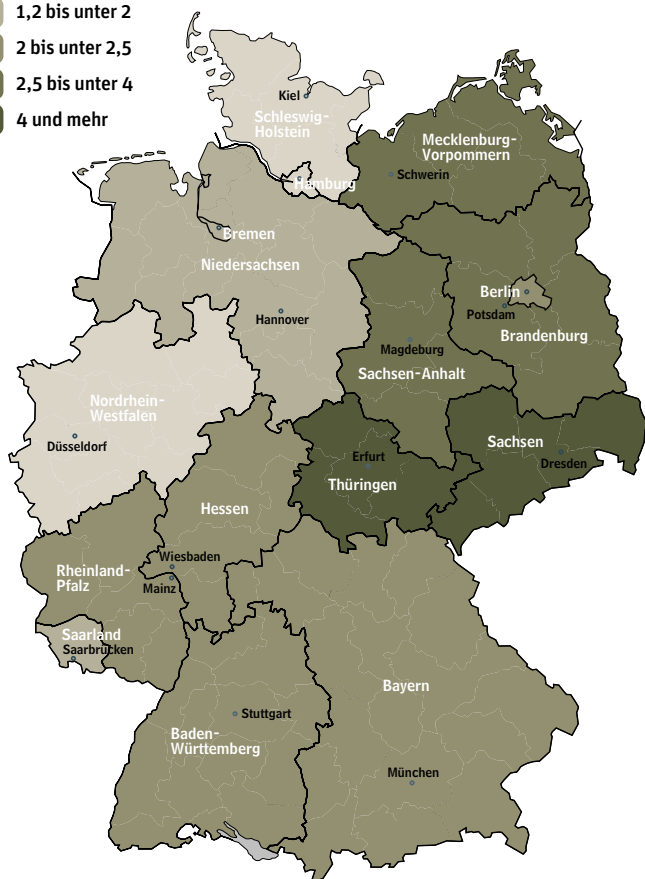 1,2 bis unter 2
2 bis unter 2,5
2,5 bis unter 4
4 und mehr
Kiel
Schleswig-
Holstein
Mecklenburg-
Vorpommern
Schwerin
Hamburg
Bremen
Niedersachsen
Berlin
Potsdam
Hannover
Brandenburg
Magdeburg
Sachsen-Anhalt
Nordrhein-
Westfalen
Düsseldorf
Sachsen
Erfurt
Dresden
Thüringen
Hessen
Wiesbaden
Rheinland-
Pfalz
Mainz
Saarland
Saarbrücken
Bayern
Stuttgart
Baden-
Württemberg
München